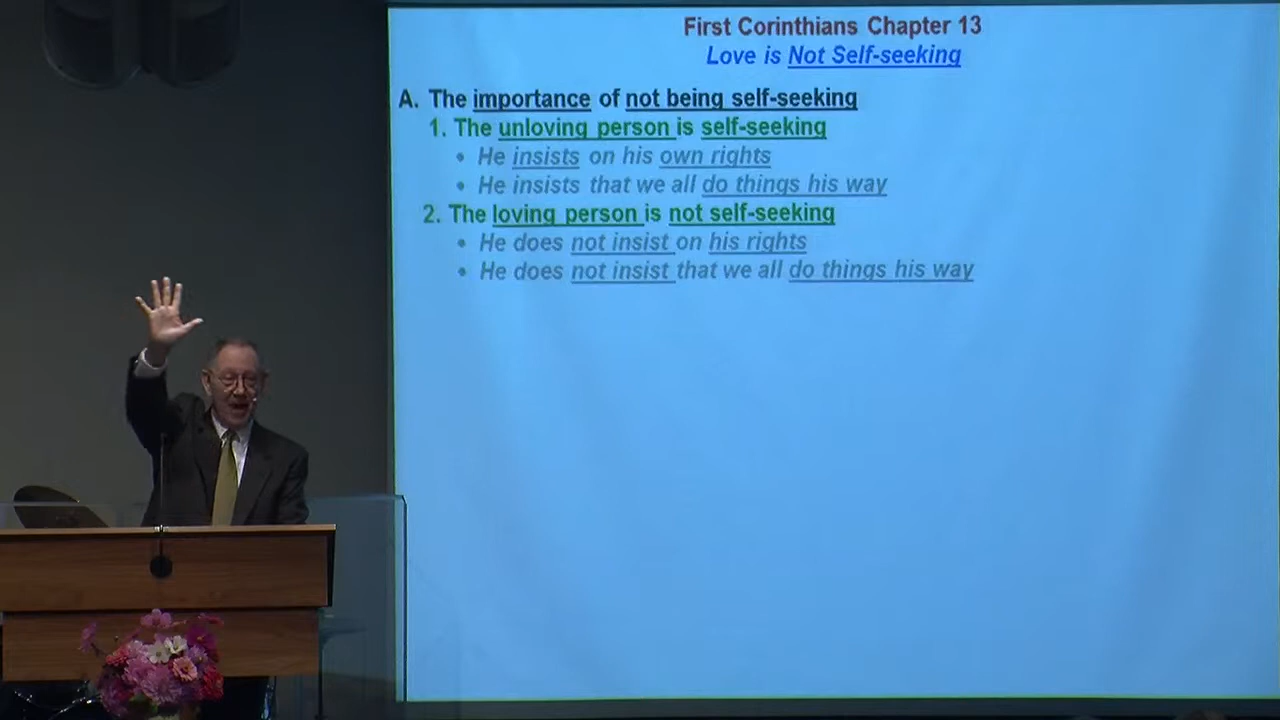 First Corinthians Chapter 13
Love is Not Self-seeking
A. The importance of not being self-seeking
1. The unloving person is self-seeking
• He insists on his own rights
• He insists that we all do things his way
2. The loving person is not self-seeking
• He does not insist on his rights
• He does not insist that we all do things his way